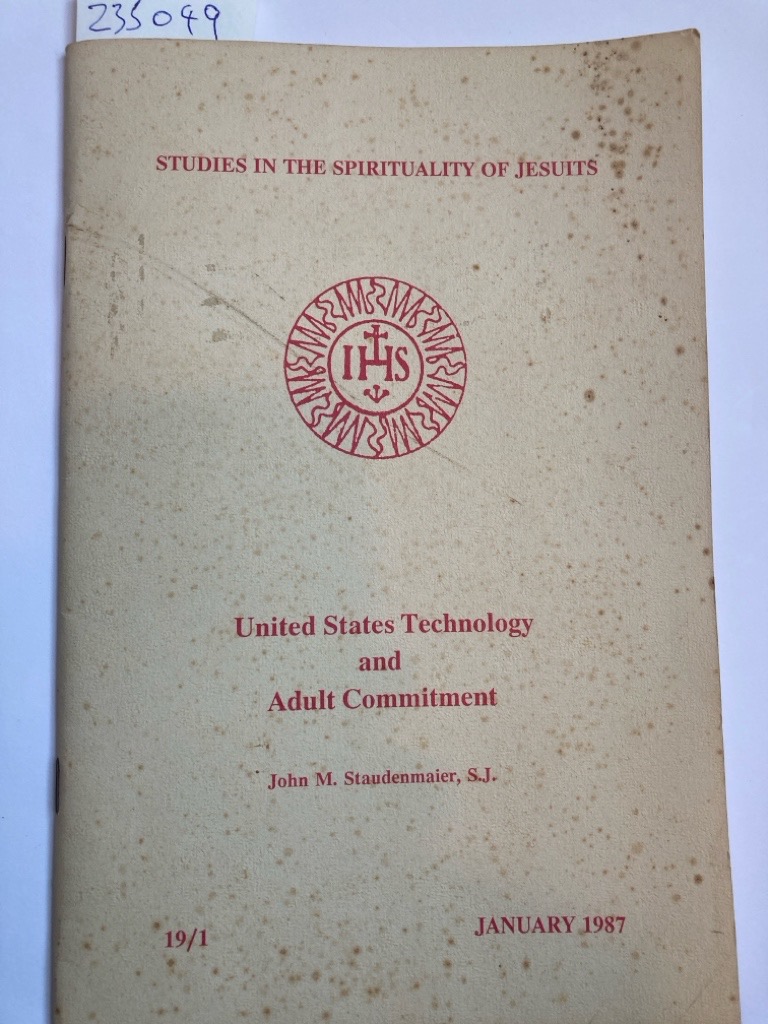 235049
STUDIES IN THE SPIRITUALITY OF JESUITS
IHS
United States Technology
and
Adult Commitment
John M. Staudenmaier, S.J.
19/1
JANUARY 1987